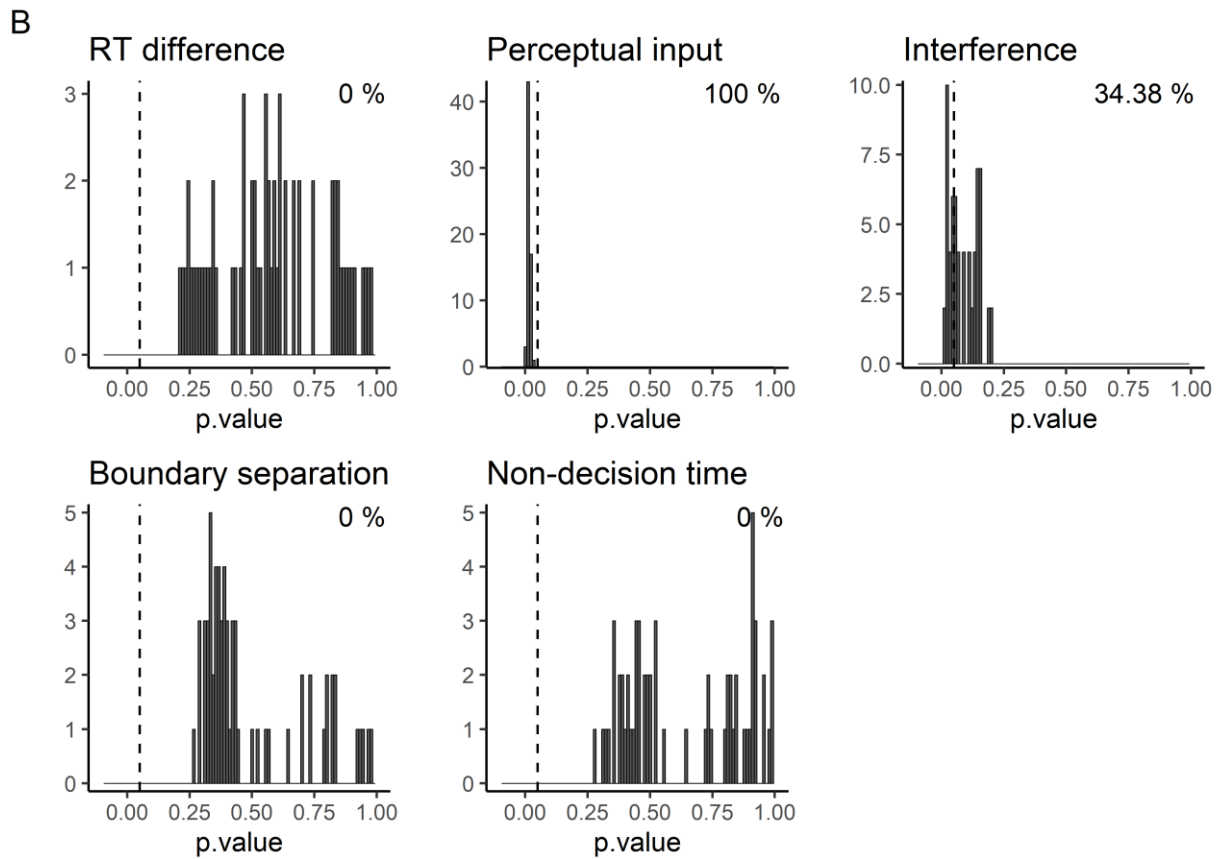 B
RT difference
0 %
3
2
1
0
0.00 0.25 0.50 0.75 1.00
p.value
Perceptual input
100 %
40
30
20
10
0
0.00 0.25 0.50 0.75 1.00
p.value
Interference
34.38 %
10.0
7.5
5.0
2.5
0.0
0.00 0.25 0.50 0.75 1.00
p.value
Boundary separation
0 %
5
4
3
2
1
0
0.00 0.25 0.50 0.75 1.00
p.value
Non-decision time
0 %
5
4
3
2
1
0
0.00 0.25 0.50 0.75 1.00
p.value